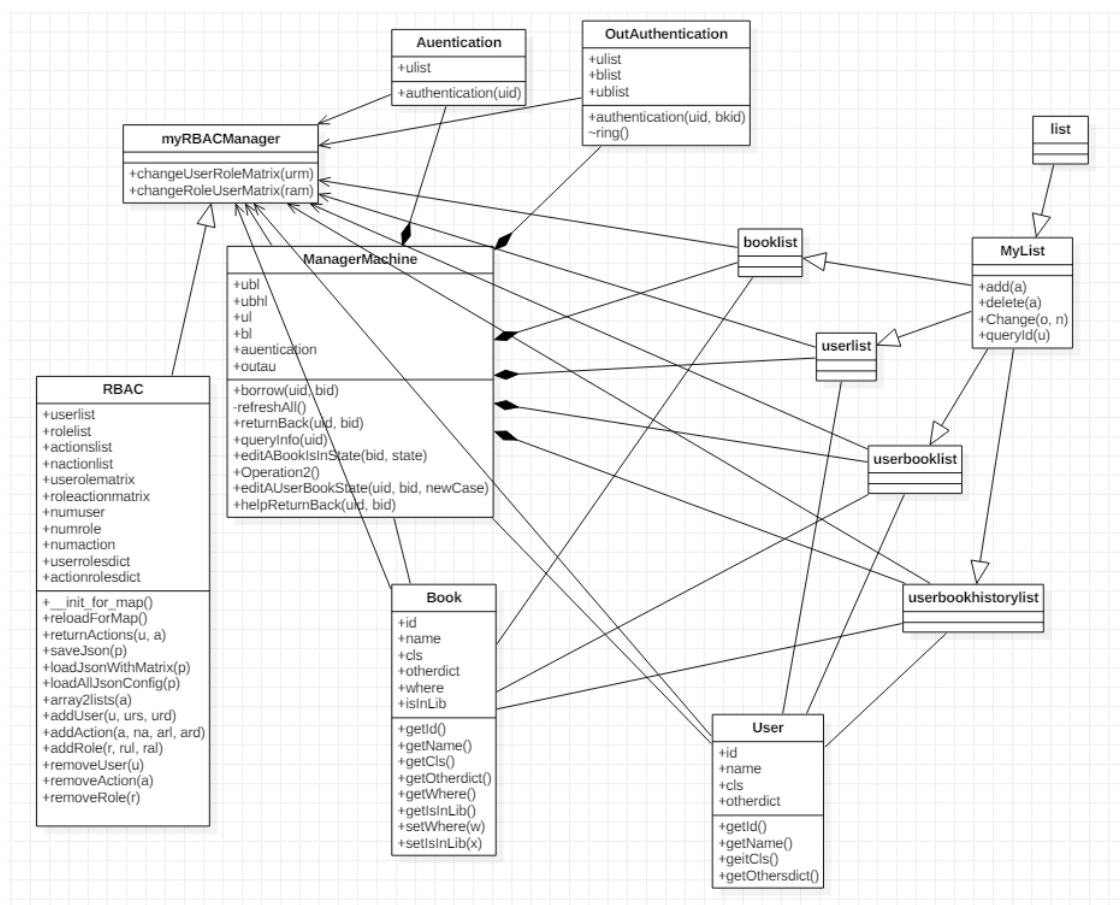 Auentication
+ulist
+authentication(uid)
OutAuthentication
+ulist
+blist
+ublist
+authentication(uid, bkid)
~ring()
list
myRBACManager
+changeUserRoleMatrix(urm)
+changeRoleUserMatrix(ram)
booklist
MyList
+add(a)
+delete(a)
+Change(o, n)
+queryId(u)
ManagerMachine
+ubl
+ubhl
+ul
+bl
+auentication
+outau
+borrow(uid, bid)
-refreshAll()
+returnBack(uid, bid)
+queryInfo(uid)
+editABookIsInState(bid, state)
+Operation2()
+editAUserBookState(uid, bid, newCase)
+helpReturnBack(uid, bid)
userlist
RBAC
+userlist
+rolelist
+actionslist
+nactionlist
+userolematrix
+roleactionmatrix
+numuser
+numrole
+numaction
+userrolesdict
+actionrolesdict
+__init_for_map()
+reloadForMap()
+returnActions(u, a)
+saveJson(p)
+loadJsonWithMatrix(p)
+loadAllJsonConfig(p)
+array2lists(a)
+addUser(u, urs, urd)
+addAction(a, na, arl, ard)
+addRole(r, rul, ral)
+removeUser(u)
+removeAction(a)
+removeRole(r)
userbooklist
userbookhistorylist
Book
+id
+name
+cls
+otherdict
+where
+isInLib
+getId()
+getName()
+getCls()
+getOtherdict()
+getWhere()
+getIsInLib()
+setWhere(w)
+setIsInLib(x)
User
+id
+name
+cls
+otherdict
+getId()
+getName()
+geitCls()
+getOthersdict()